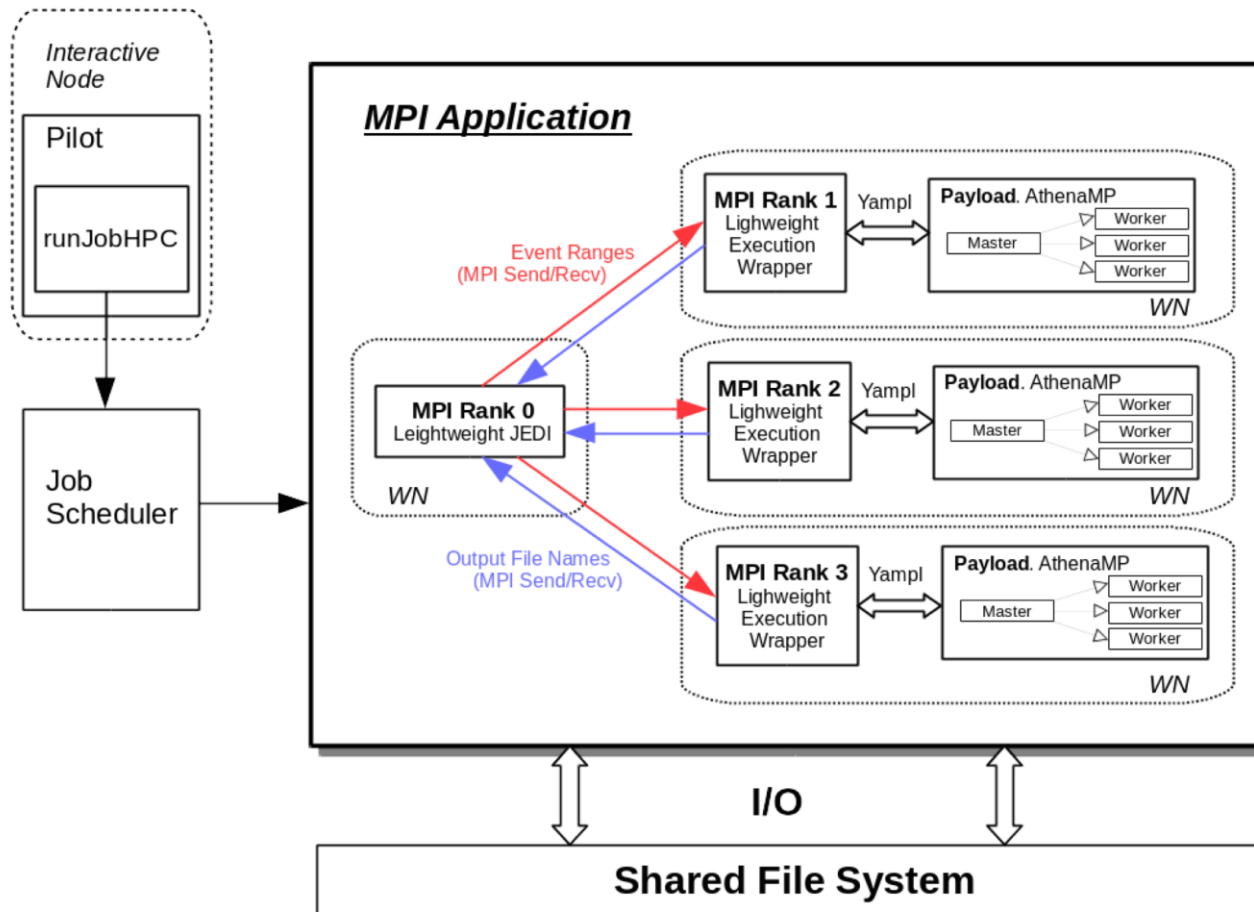 Interactive
Node
Pilot
runJobHPC
Job
Scheduler
MPI Application
Event Ranges
(MPI Send/Recv)
MPI Rank 0
Leightweight JEDI
WN
Output File Names
(MPI Send/Recv)
MPI Rank 1
Lighweight
Execution
Wrapper
Yampl
Payload. AthenaMP
Master
Worker
Worker
Worker
WN
MPI Rank 2
Lighweight
Execution
Wrapper
Yampl
Payload. AthenaMP
Master
Worker
Worker
Worker
WN
MPI Rank 3
Lighweight
Execution
Wrapper
Yampl
Payload. AthenaMP
Master
Worker
Worker
Worker
WN
I/O
Shared File System